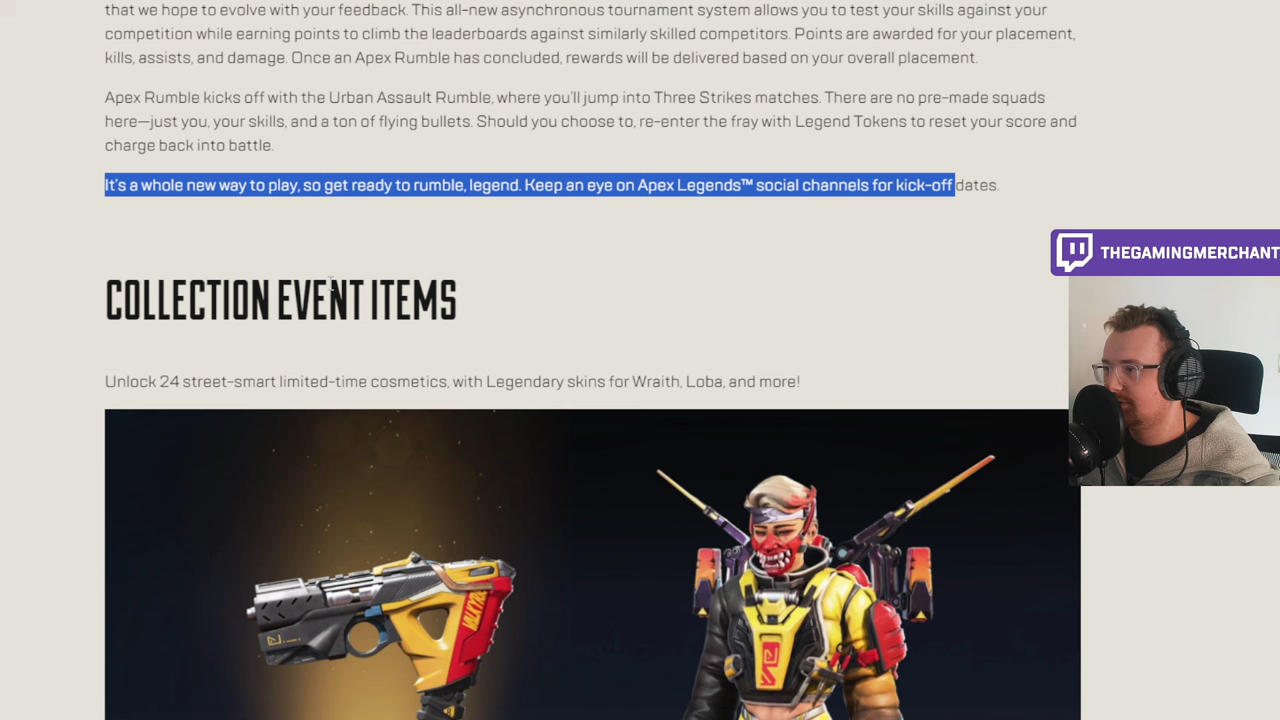 that we hope to evolve with your feedback. This all-new asynchronous tournament system allows you to test your skills against your
competition while earning points to climb the leaderboards against similarly skilled competitors. Points are awarded for your placement,
kills, assists, and damage. Once an Apex Rumble has concluded, rewards will be delivered based on your overall placement.
Apex Rumble kicks off with the Urban Assault Rumble, where you'll jump into Three Strikes matches. There are no pre-made squads
here—just you, your skills, and a ton of flying bullets. Should you choose to, re-enter the fray with Legend Tokens to reset your score and
charge back into battle.
It's a whole new way to play, so get ready to rumble, legend. Keep an eye on Apex Legends™ social channels for kick-off dates.
THEGAMINGMERCHANT
COLLECTION EVENT ITEMS
Unlock 24 street-smart limited-time cosmetics, with Legendary skins for Wraith, Loba, and more!